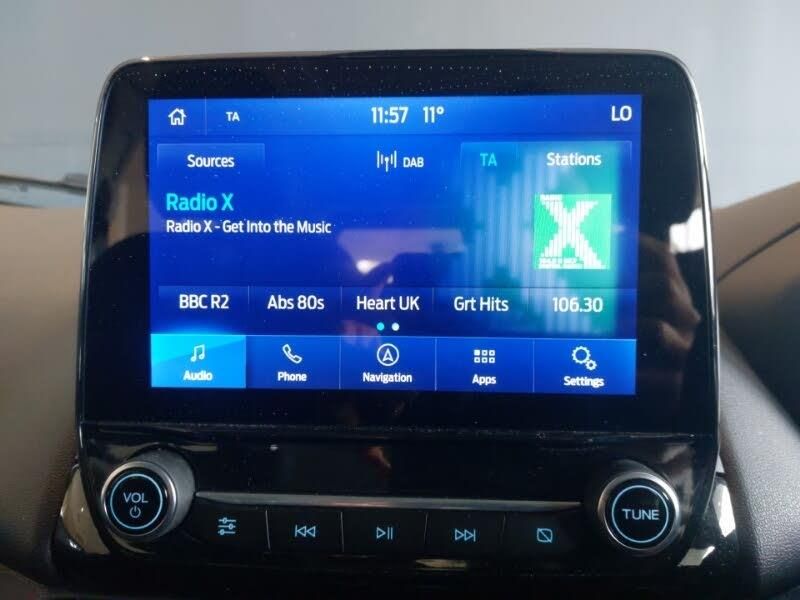 TA 11:57 11° LO
Sources DAB TA Stations
Radio X
Radio X - Get Into the Music
X
BBC R2 Abs 80s Heart UK Grt Hits 106.30
Audio Phone Navigation Apps Settings
VOL TUNE